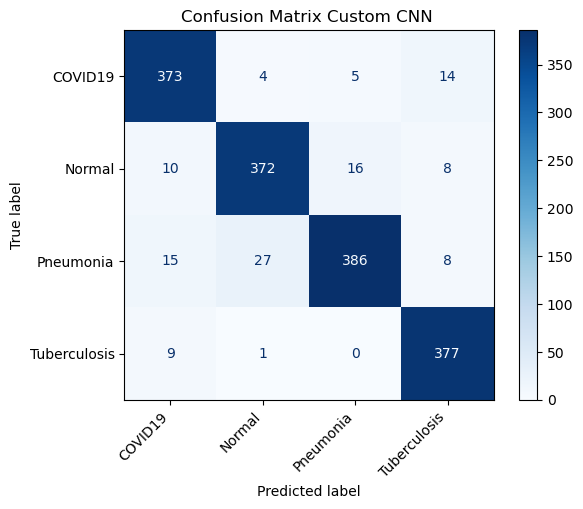 Confusion Matrix Custom CNN
COVID19 373 4 5 14
Normal 10 372 16 8
Pneumonia 15 27 386 8
Tuberculosis 9 1 0 377
COVID19 Normal Pneumonia Tuberculosis
Predicted label
True label
350
300
250
200
150
100
50
0